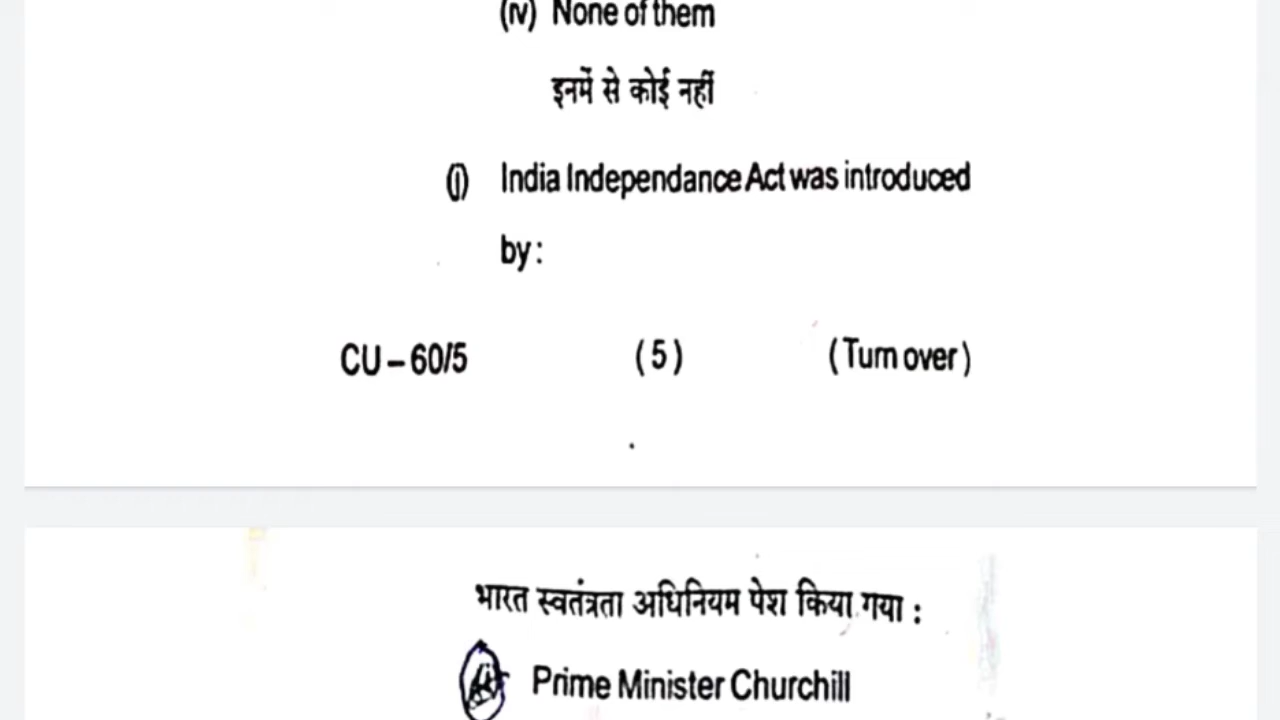 (iv) None of them
इनमें से कोई नहीं
(j) India Independance Act was introduced
by :
CU – 60/5 (5) (Turn over)
भारत स्वतंत्रता अधिनियम पेश किया गया :
Prime Minister Churchill